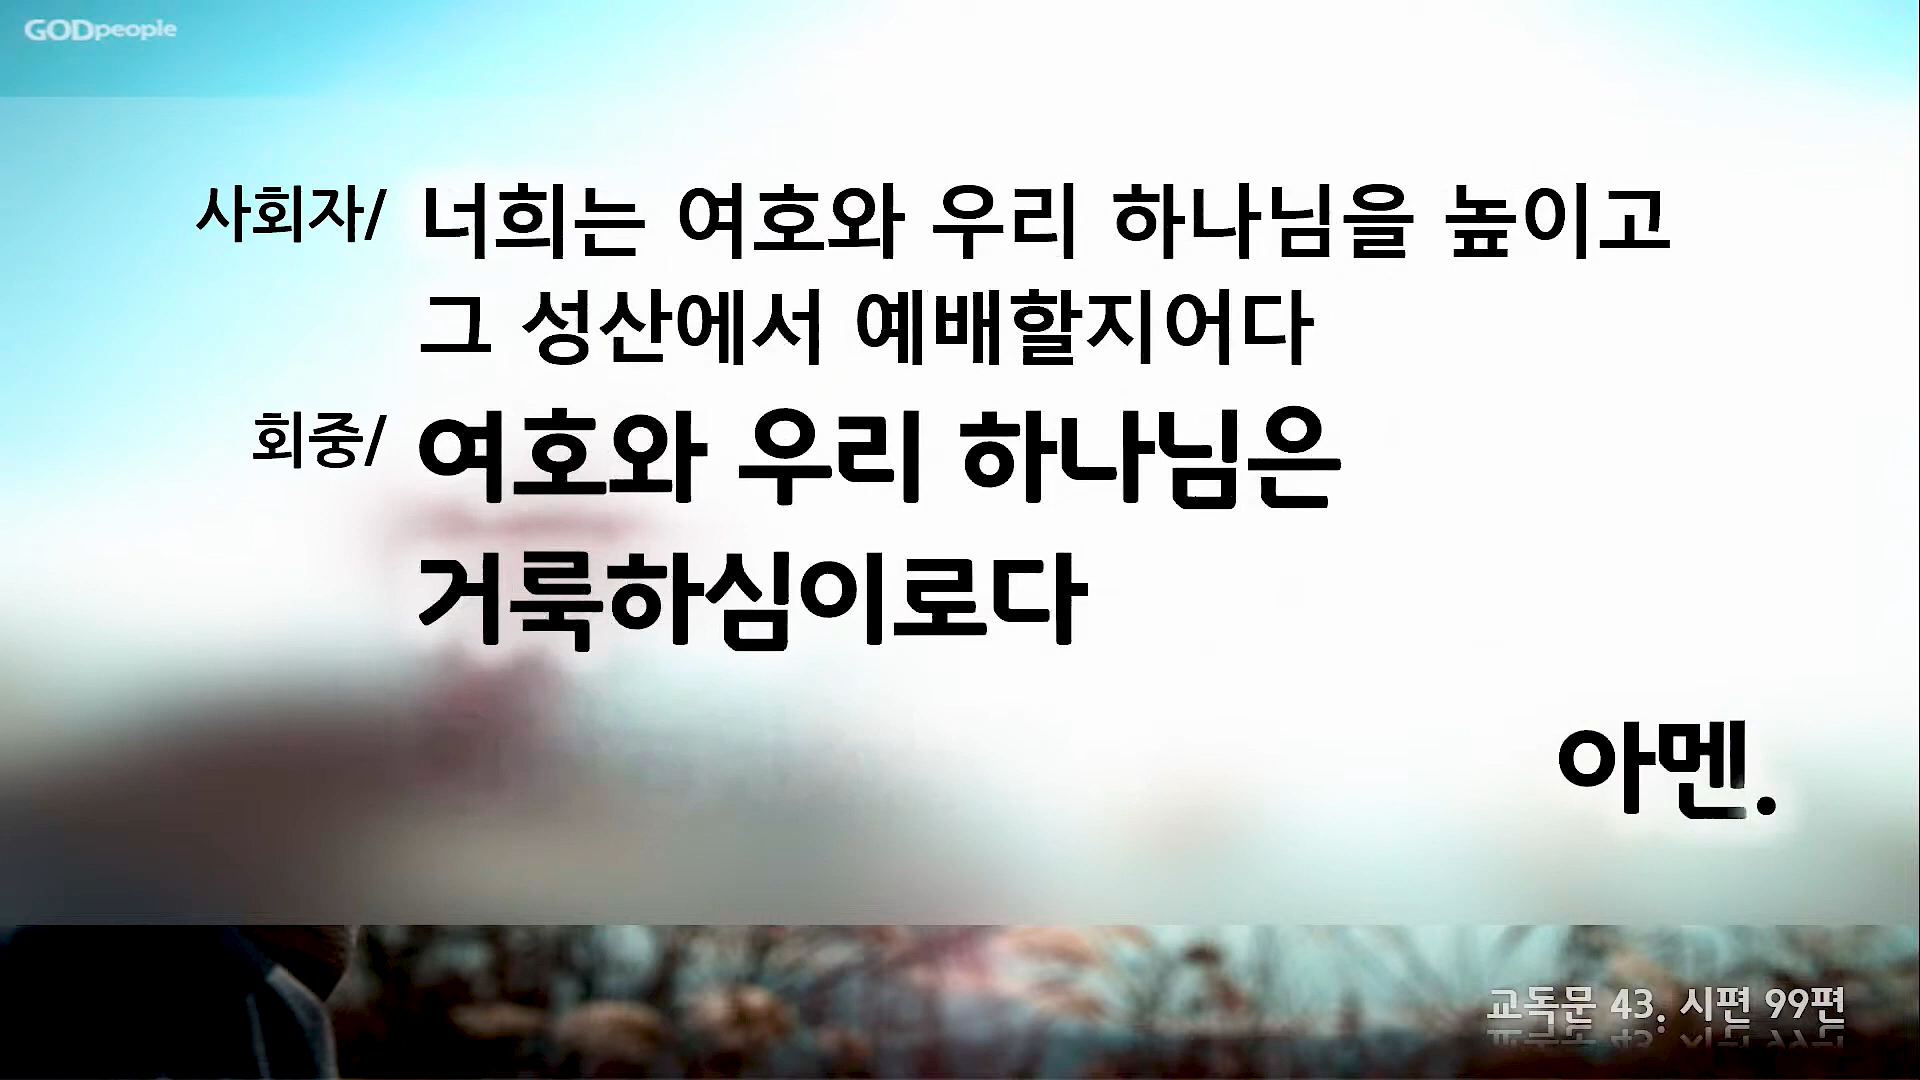 GODpeople
사회자/ 너희는 여호와 우리 하나님을 높이고
그 성산에서 예배할지어다
회중/ 여호와 우리 하나님은
거룩하심이로다
아멘.
교독문 43. 시편 99편